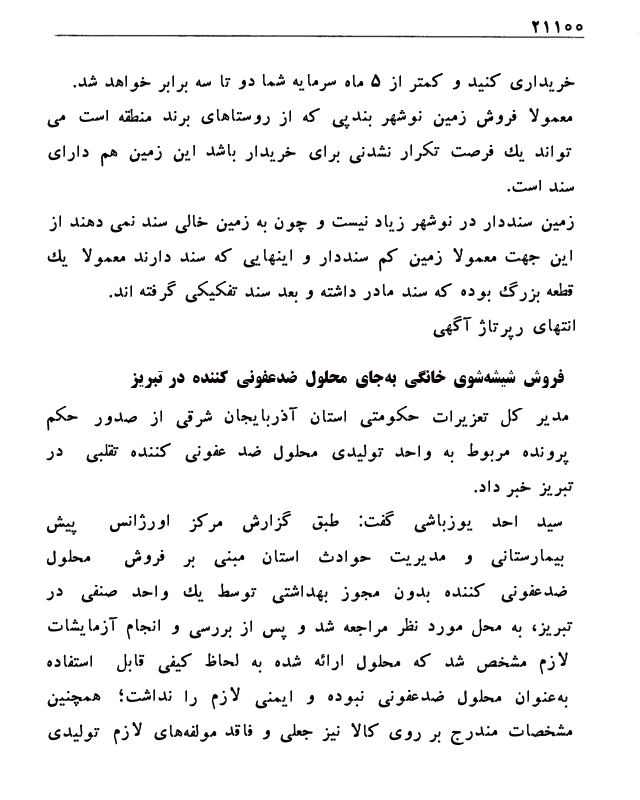 ۲۱۱۰۰
خریداری کنید و کمتر از ۵ ماه سرمایه شما دو تا سه برابر خواهد شد.
معمولا فروش زمین نوشهر بندپی که از روستاهای برند منطقه است می
تواند یك فرصت تکرار نشدنی برای خریدار باشد این زمین هم دارای
سند است.
زمین سنددار در نوشهر زیاد نیست و چون به زمین خالی سند نمی دهند از
این جهت معمولا زمین کم سنددار و اینهایی که سند دارند معمولا یك
قطعه بزرگ بوده که سند مادر داشته و بعد سند تفکیکی گرفته اند.
انتهای رپرتاژ آگهی
فروش شیشه‌شوی خانگی به‌جای محلول ضدعفونی کننده در تبریز
مدیر کل تعزیرات حکومتی استان آذربایجان شرقی از صدور حکم
پرونده مربوط به واحد تولیدی محلول ضد عفونی کننده تقلبی در
تبریز خبر داد.
سید احد یوزباشی گفت: طبق گزارش مرکز اورژانس پیش
بیمارستانی و مدیریت حوادث استان مبنی بر فروش محلول
ضدعفونی کننده بدون مجوز بهداشتی توسط یك واحد صنفی در
تبریز، به محل مورد نظر مراجعه شد و پس از بررسی و انجام آزمایشات
لازم مشخص شد که محلول ارائه شده به لحاظ کیفی قابل استفاده
به‌عنوان محلول ضدعفونی نبوده و ایمنی لازم را نداشت؛ همچنین
مشخصات مندرج بر روی کالا نیز جعلی و فاقد مولفه‌های لازم تولیدی